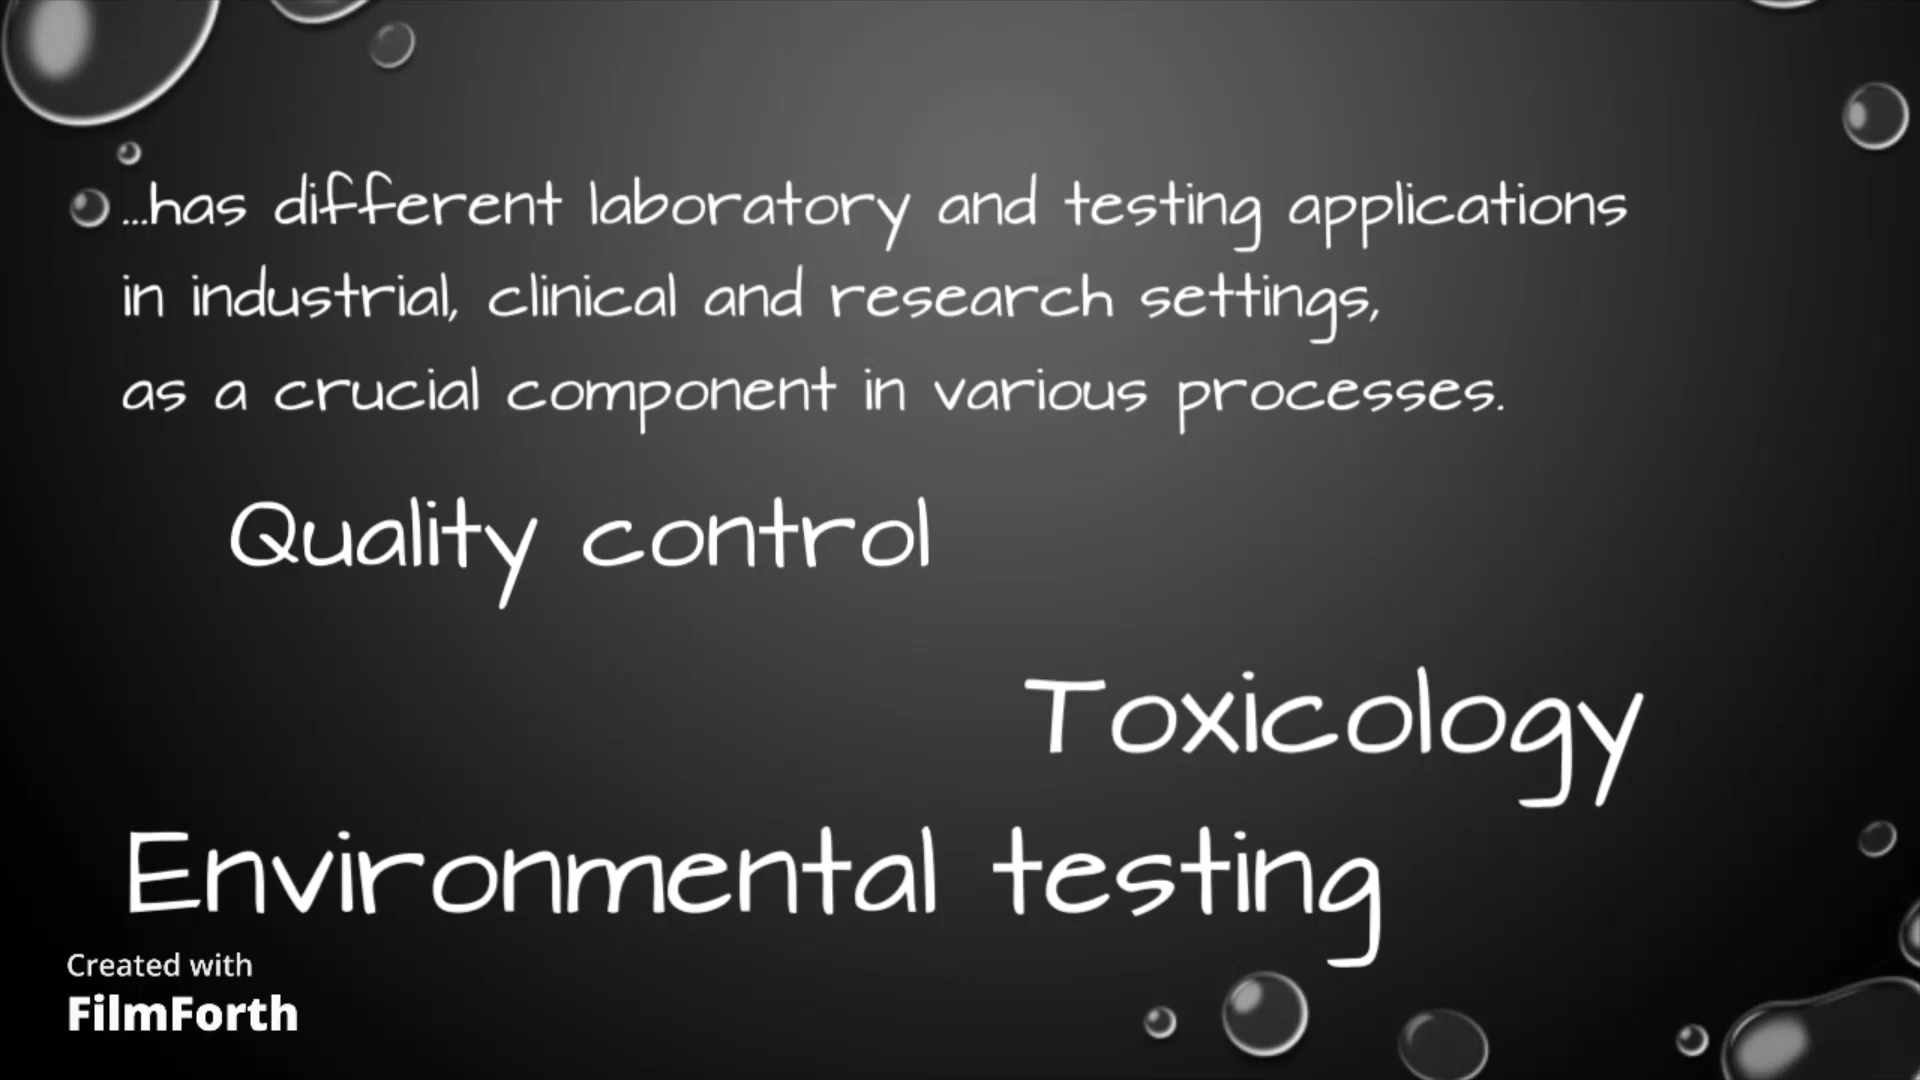 ...has different laboratory and testing applications
in industrial, clinical and research settings,
as a crucial component in various processes.
Quality control
Toxicology
Environmental testing
Created with
FilmForth